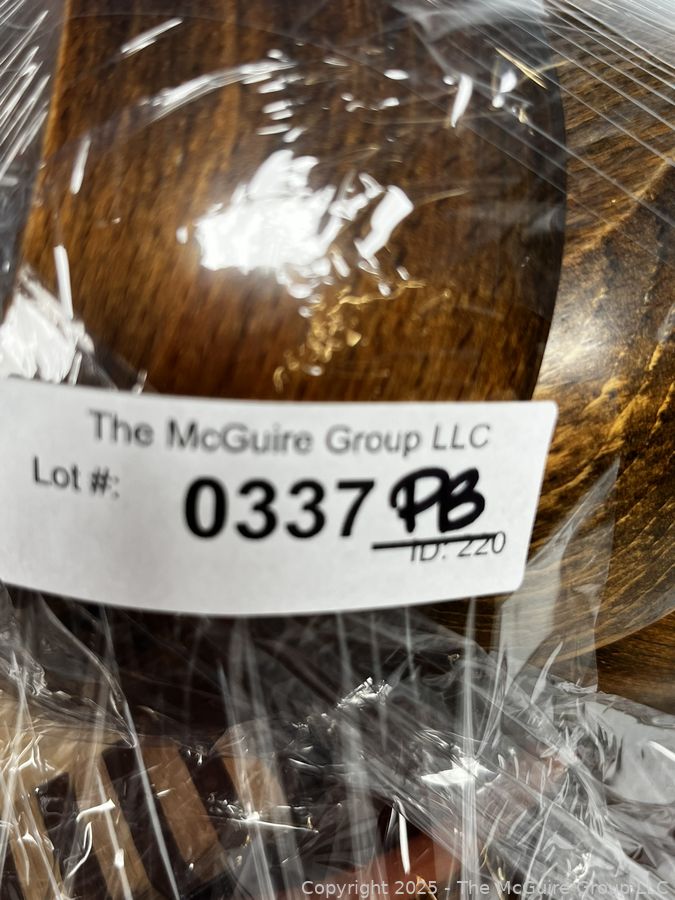 The McGuire Group LLC
Lot #: 0337 PB
ID: 220
Copyright 2025 - The McGuire Group LLC